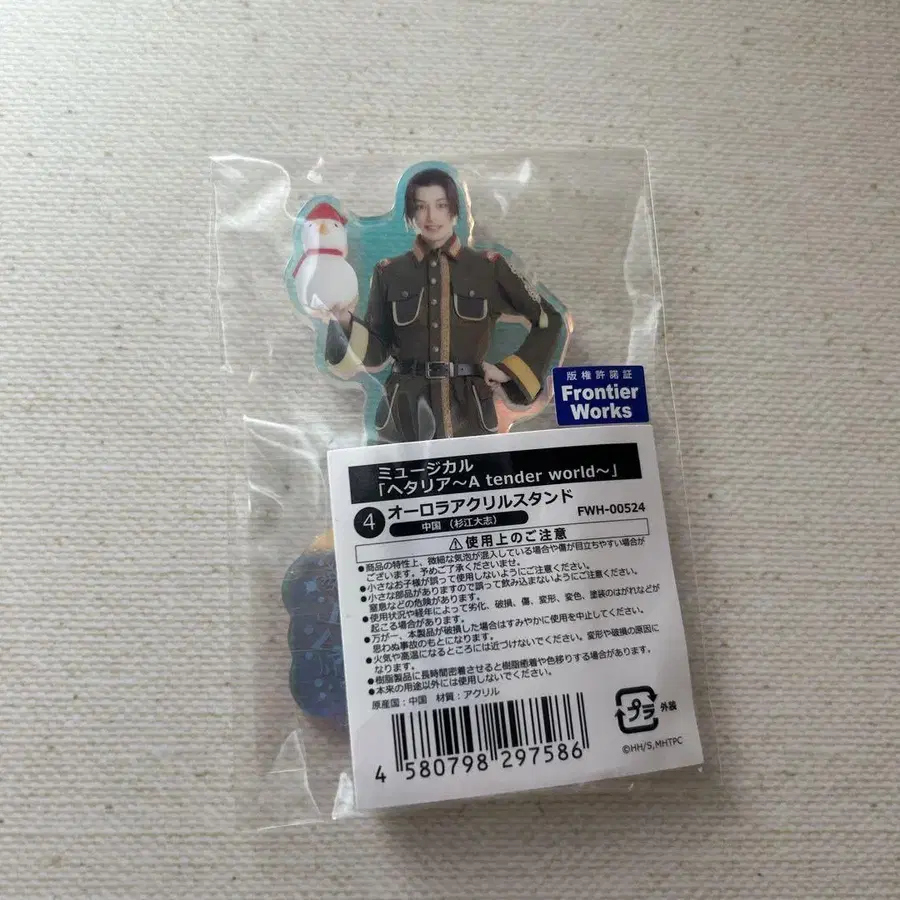 版権許諾証
Frontier
Works
ミュージカル
「ヘタリア～A tender world～」
4 オーロラアクリルスタンド
中国 (杉江大志)
FWH-00524
⚠使用上のご注意
●商品の特性上、微細な気泡が混入している場合や傷が目立ちやすい場合が
ございます。予めご了承くださいませ。
●小さなお子様が誤って使用しないようにご注意ください。
●小さな部品がありますので誤って飲み込まないようにご注意ください。
窒息などの危険があります。
●使用状況や経年によって劣化、破損、傷、変形、変色、塗装のはがれなどが
起こる場合があります。
●万が一、本製品が破損した場合はすみやかに使用を中止してください。
思わぬ事故のもとになります。
●火気や高温になるところには近づけないでください。変形や破損の原因に
なります。
●樹脂製品に長時間密着させると樹脂癒着や色移りする場合があります。
●本来の用途以外には使用しないでください。
原産国：中国 材質：アクリル
プラ 外装
4 580798 297586
©HH/S,MHTPC